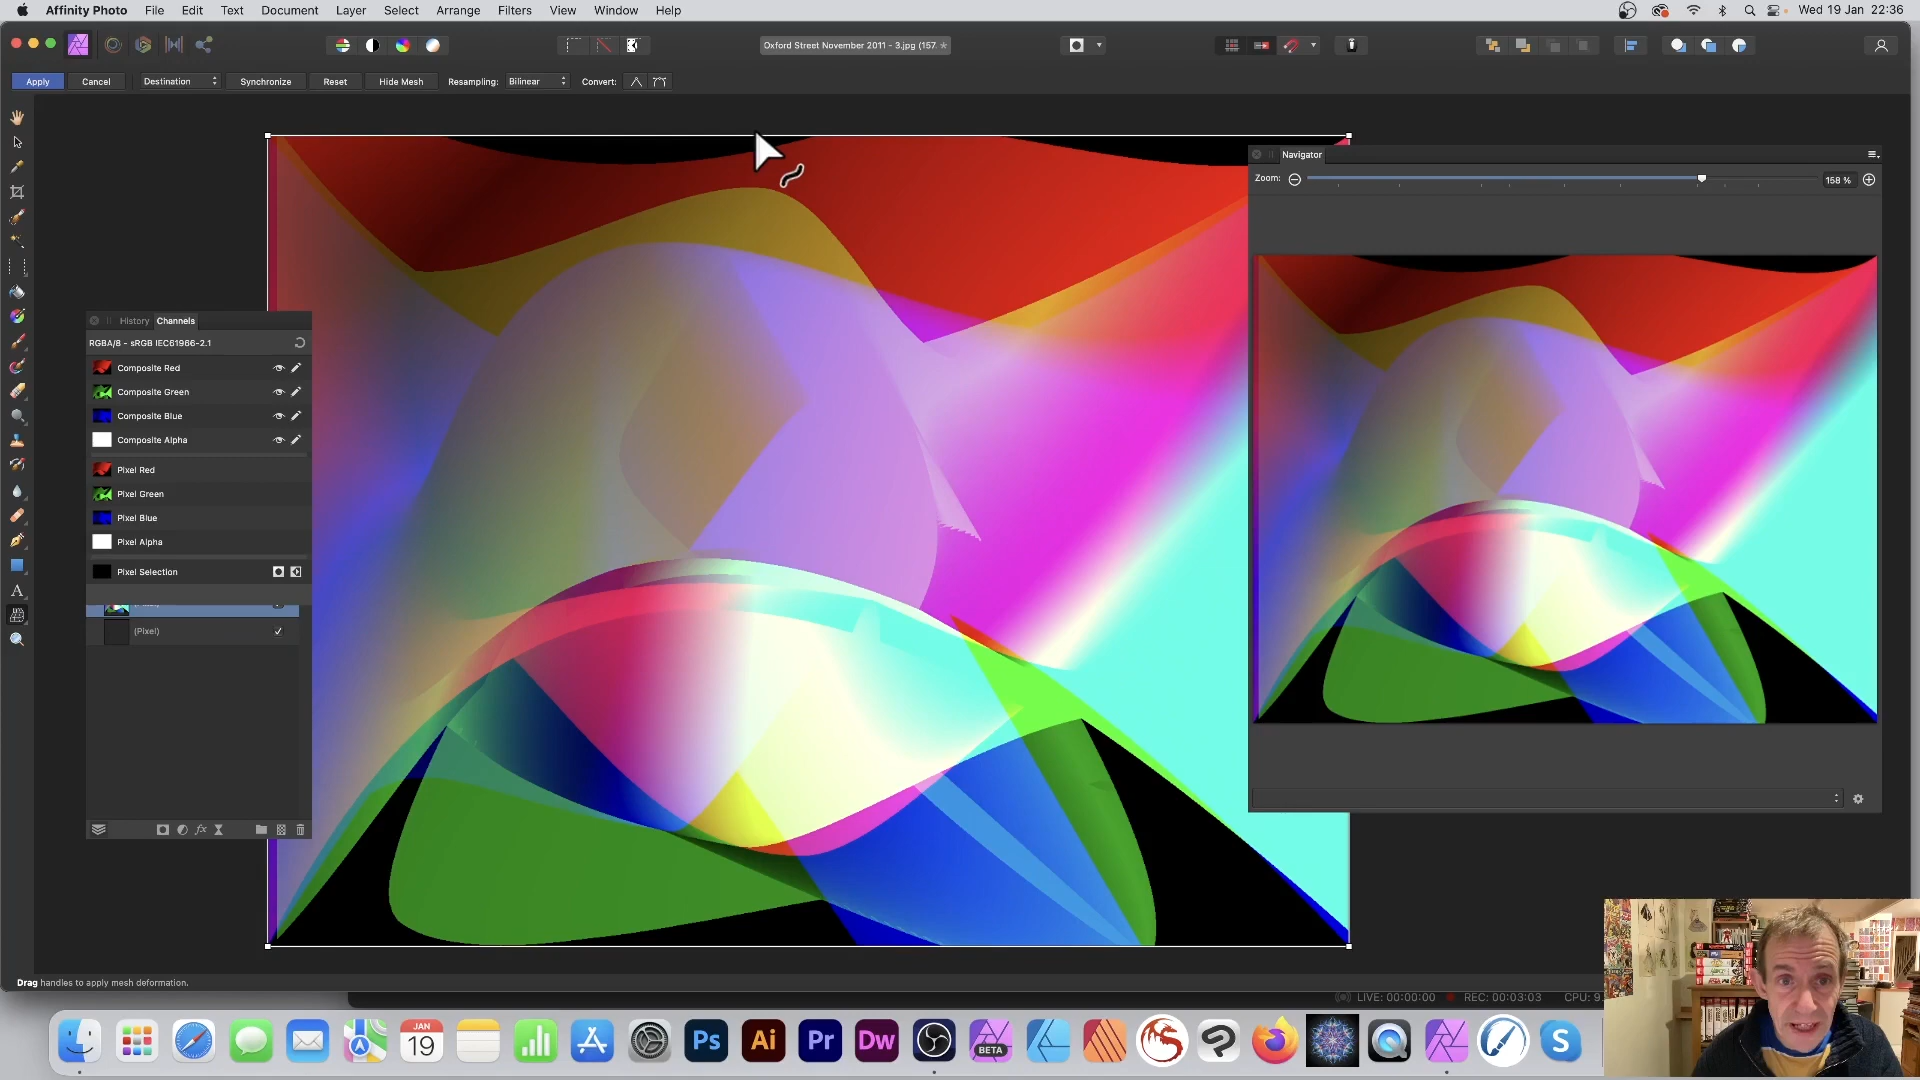 Affinity Photo File Edit Text Document Layer Select Arrange Filters View Window Help Wed 19 Jan 22:36
Oxford Street November 2011 - 3.jpg (157.
Apply Cancel Destination Synchronize Reset Hide Mesh Resampling: Bilinear Convert:
Navigator
Zoom: 158 %
History Channels
RGBA/8 - sRGB IEC61966-2.1
Composite Red
Composite Green
Composite Blue
Composite Alpha
Pixel Red
Pixel Green
Pixel Blue
Pixel Alpha
Pixel Selection
(Pixel)
Drag handles to apply mesh deformation.
LIVE: 00:00:00 REC: 00:03:03 CPU: 9.
JAN
19
Ps
Ai
Pr
Dw
BETA
S